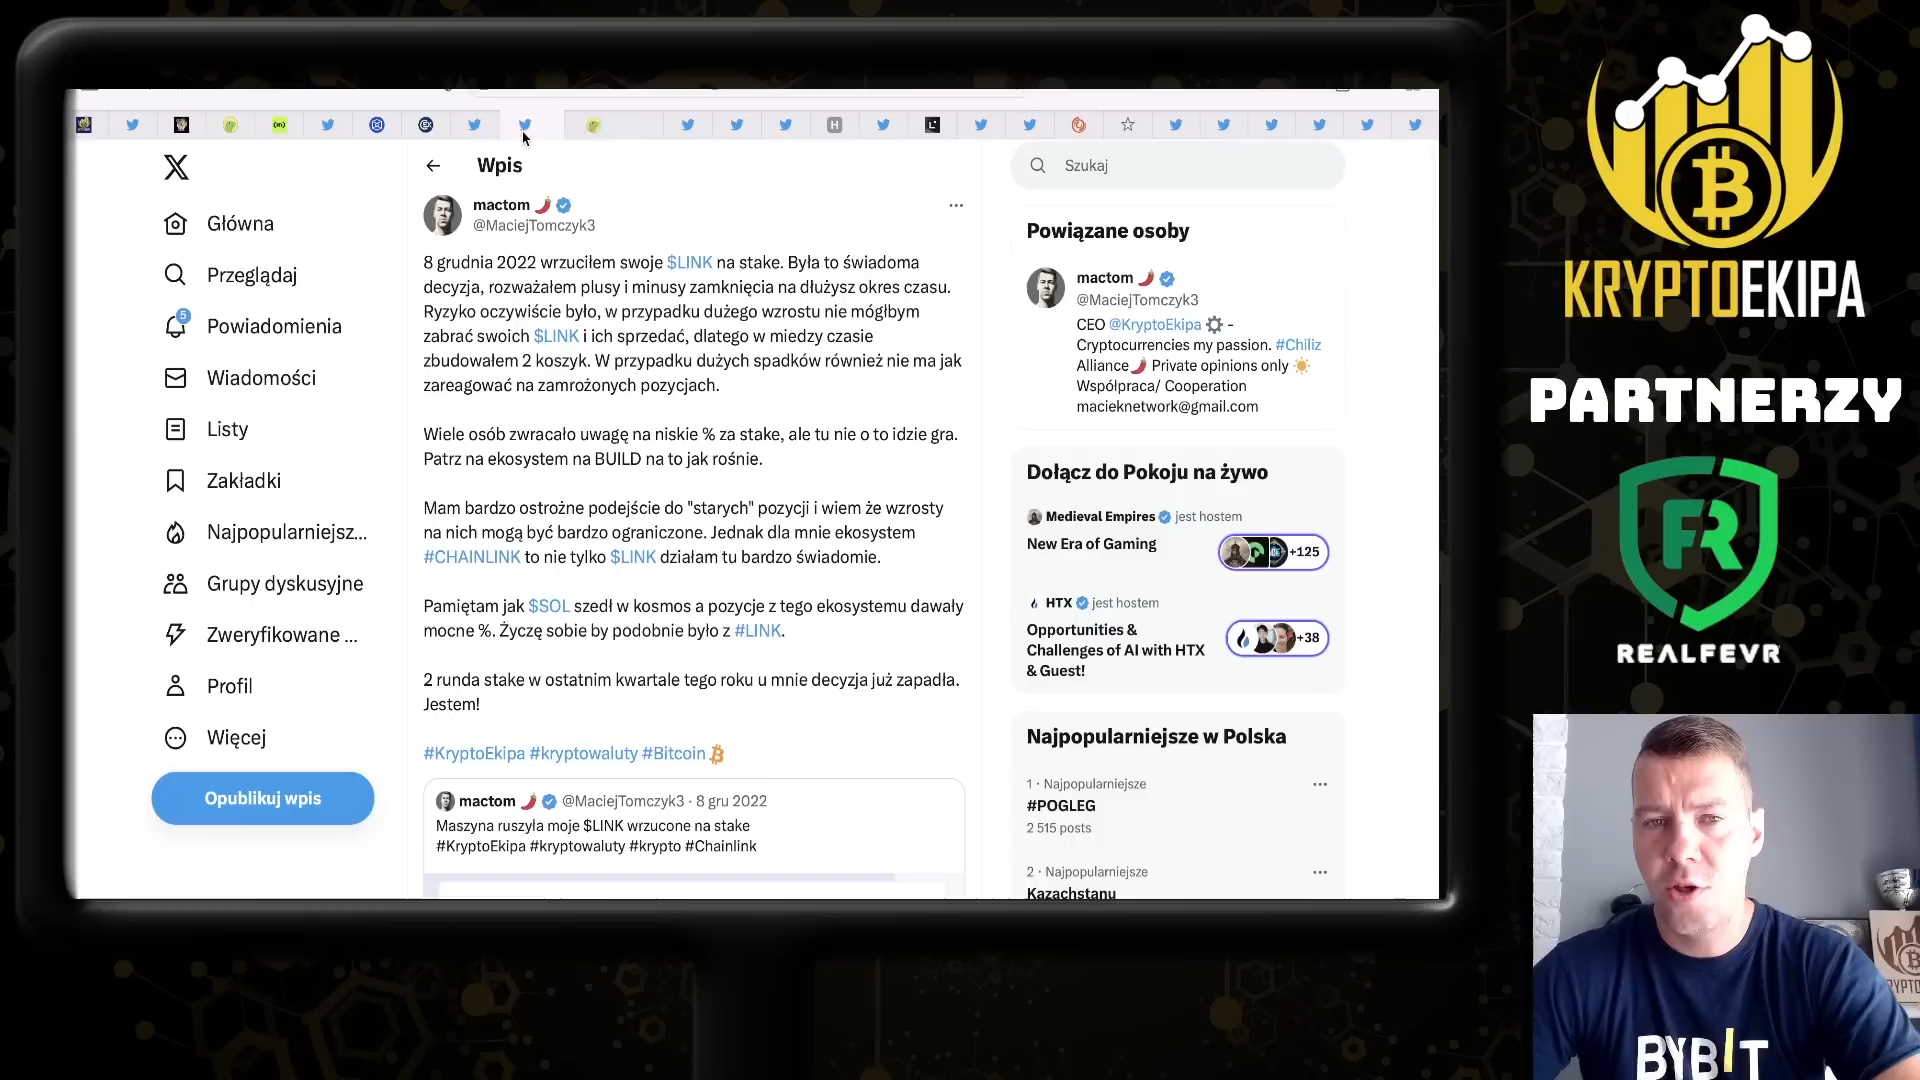 Wpis
Szukaj
mactom
@MaciejTomczyk3
8 grudnia 2022 wrzuciłem swoje $LINK na stake. Była to świadoma
decyzja, rozważałem plusy i minusy zamknięcia na dłużysz okres czasu.
Ryzyko oczywiście było, w przypadku dużego wzrostu nie mógłbym
zabrać swoich $LINK i ich sprzedać, dlatego w miedzy czasie
zbudowałem 2 koszyk. W przypadku dużych spadków również nie ma jak
zareagować na zamrożonych pozycjach.
Wiele osób zwracało uwagę na niskie % za stake, ale tu nie o to idzie gra.
Patrz na ekosystem na BUILD na to jak rośnie.
Mam bardzo ostrożne podejście do "starych" pozycji i wiem że wzrosty
na nich mogą być bardzo ograniczone. Jednak dla mnie ekosystem
#CHAINLINK to nie tylko $LINK działam tu bardzo świadomie.
Pamiętam jak $SOL szedł w kosmos a pozycje z tego ekosystemu dawały
mocne %. Życzę sobie by podobnie było z #LINK.
2 runda stake w ostatnim kwartale tego roku u mnie decyzja już zapadła.
Jestem!
#KryptoEkipa #kryptowaluty #Bitcoin
mactom @MaciejTomczyk3 · 8 gru 2022
Maszyna ruszyła moje $LINK wrzucone na stake
#KryptoEkipa #kryptowaluty #krypto #Chainlink
Główna
Przeglądaj
5
Powiadomienia
Wiadomości
Listy
Zakładki
Najpopularniejsz...
Grupy dyskusyjne
Zweryfikowane ...
Profil
Więcej
Opublikuj wpis
Powiązane osoby
mactom
@MaciejTomczyk3
CEO @KryptoEkipa -
Cryptocurrencies my passion. #Chiliz
Alliance Private opinions only
Współpraca/ Cooperation
macieknetwork@gmail.com
Dołącz do Pokoju na żywo
Medieval Empires jest hostem
New Era of Gaming
+125
HTX jest hostem
Opportunities &
Challenges of AI with HTX
& Guest!
+38
Najpopularniejsze w Polska
1 · Najpopularniejsze
#POGLEG
2 515 posts
2 · Najpopularniejsze
Kazachstanu
KRYPTOEKIPA
PARTNERZY
FR
REALFEVR
BYBIT